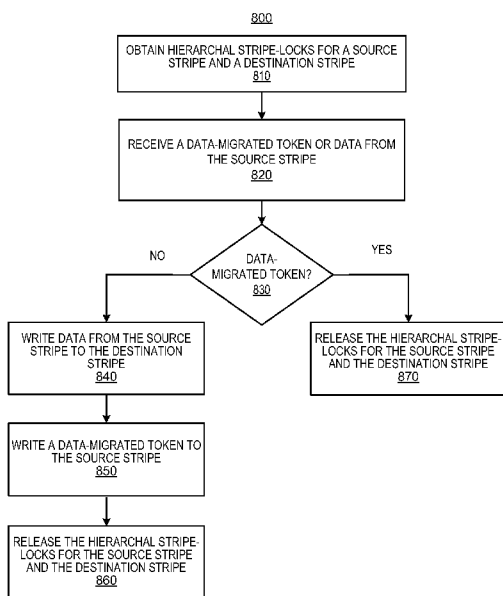 800
OBTAIN HIERARCHAL STRIPE-LOCKS FOR A SOURCE
STRIPE AND A DESTINATION STRIPE
810
RECEIVE A DATA-MIGRATED TOKEN OR DATA FROM
THE SOURCE STRIPE
820
DATA-
MIGRATED TOKEN?
830
NO
YES
WRITE DATA FROM THE SOURCE
STRIPE TO THE DESTINATION
STRIPE
840
RELEASE THE HIERARCHAL STRIPE-
LOCKS FOR THE SOURCE STRIPE
AND THE DESTINATION STRIPE
870
WRITE A DATA-MIGRATED TOKEN TO
THE SOURCE STRIPE
850
RELEASE THE HIERARCHAL STRIPE-
LOCKS FOR THE SOURCE STRIPE
AND THE DESTINATION STRIPE
860